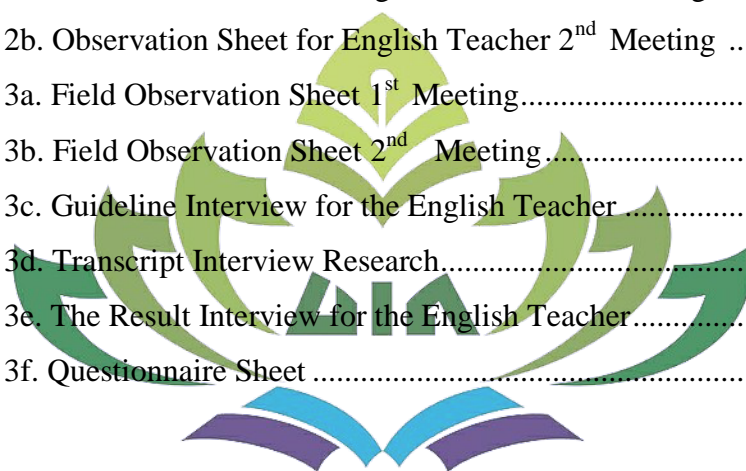 2b. Observation Sheet for English Teacher 2nd Meeting ..
3a. Field Observation Sheet 1st Meeting.........................
3b. Field Observation Sheet 2nd Meeting......................
3c. Guideline Interview for the English Teacher ...............
3d. Transcript Interview Research..................................
3e. The Result Interview for the English Teacher..............
3f. Questionnaire Sheet ................................................